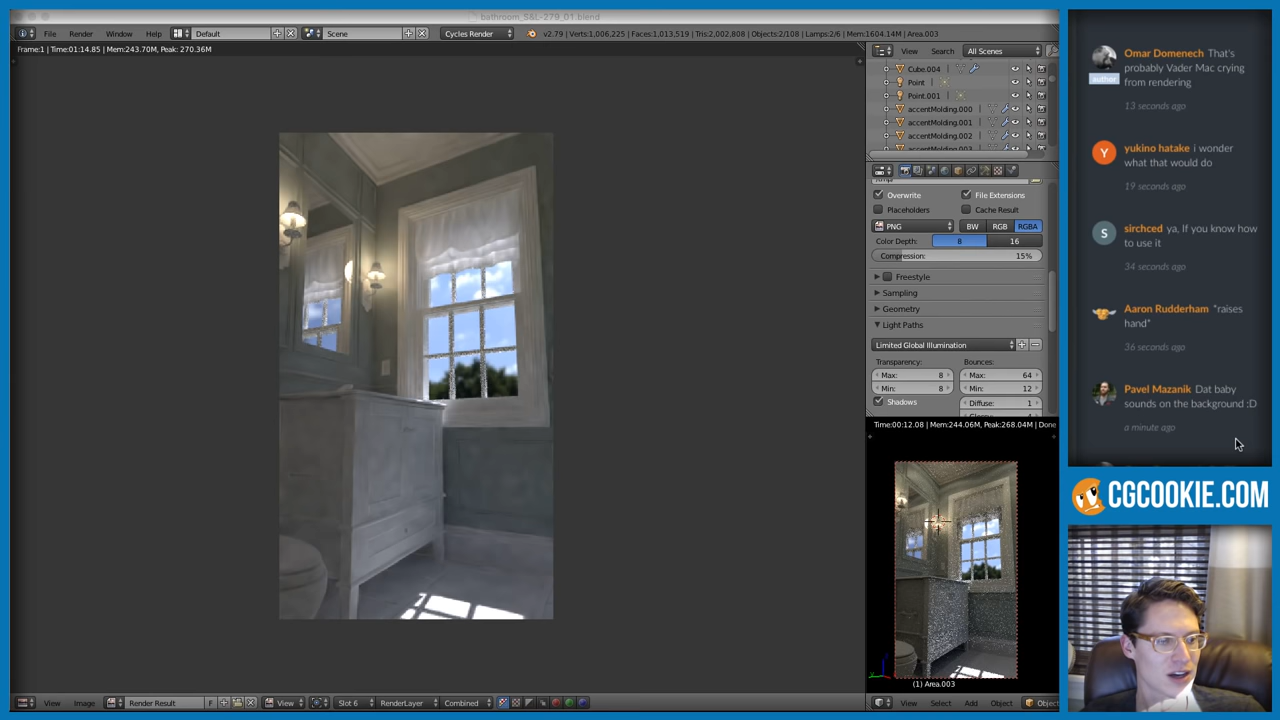 bathroom_S&L-279_01.blend
File Render Window Help Default Scene Cycles Render v2.79 | Verts:1,006,225 | Faces:1,013,519 | Tris:2,002,808 | Objects:2/108 | Lamps:2/6 | Mem:1604.14M | Area.003
Frame:1 | Time:01:14.85 | Mem:243.70M, Peak: 270.36M
View Search All Scenes
Cube.004
Point
Point.001
accentMolding.000
accentMolding.001
accentMolding.002
accentMolding.003
Overwrite File Extensions
Placeholders Cache Result
PNG BW RGB RGBA
Color Depth: 8 16
Compression: 15%
Freestyle
Sampling
Geometry
Light Paths
Limited Global Illumination
Transparency: Bounces:
Max: 8 Max: 64
Min: 8 Min: 12
Shadows Diffuse: 1
Time:00:12.08 | Mem:244.06M, Peak:268.04M | Done
(1) Area.003
View Image Render Result F View Slot 6 RenderLayer Combined
View Select Add Object Object
Omar Domenech That's
probably Vader Mac crying
from rendering
author
13 seconds ago
yukino hatake i wonder
what that would do
Y
19 seconds ago
sirchced ya, If you know how
to use it
S
34 seconds ago
Aaron Rudderham *raises
hand*
36 seconds ago
Pavel Mazanik Dat baby
sounds on the background :D
a minute ago
CGCOOKIE.COM